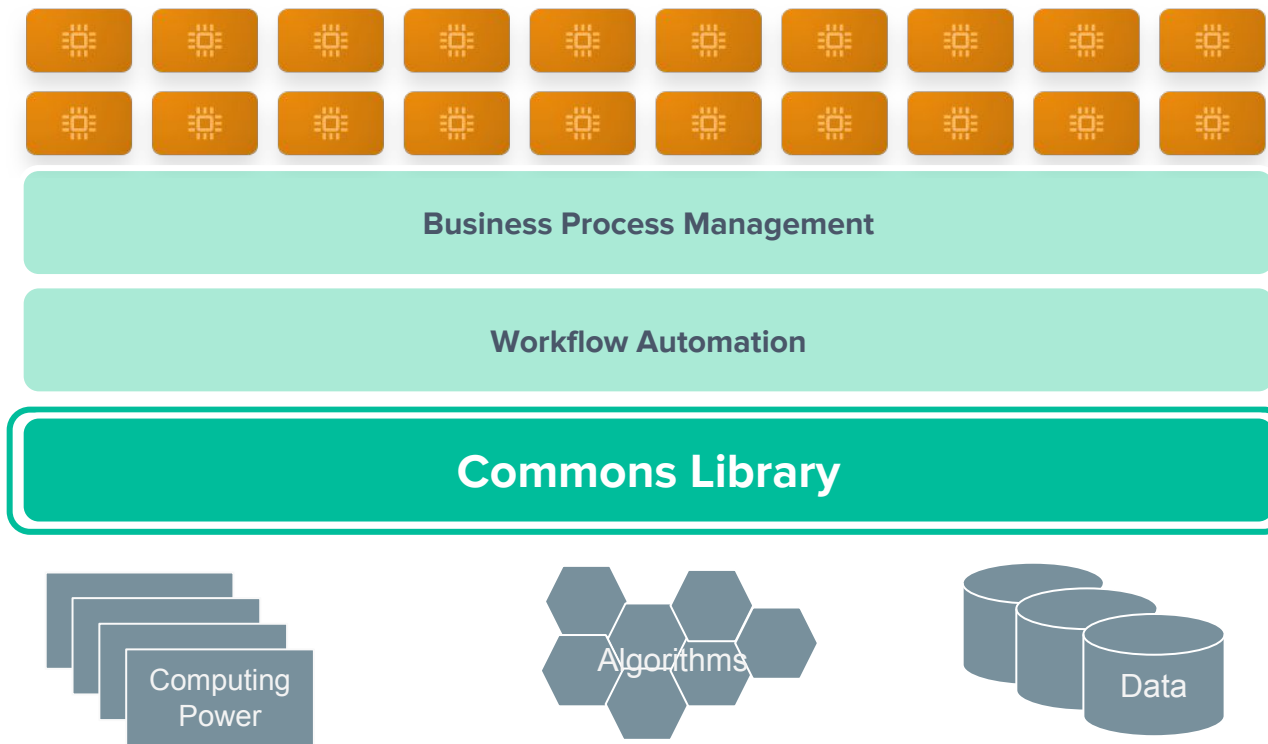 Business Process Management
Workflow Automation
Commons Library
Computing
Power
Algorithms
Data